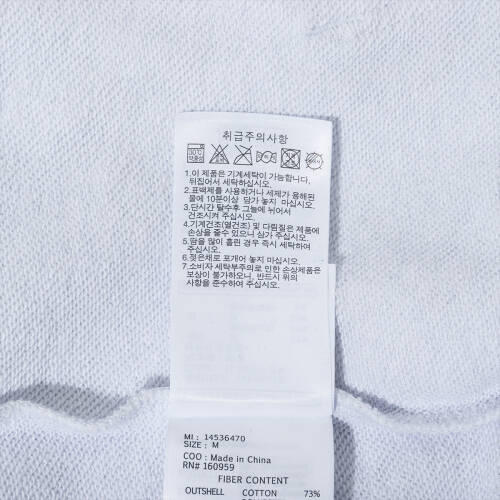 취급주의사항
1.이 제품은 기계세탁이 가능합니다.
뒤집어서 세탁하십시오.
2.표백제를 사용하거나 세제가 용해된
물에 10분이상 담가 놓지 마십시오.
3.단시간 탈수후 그늘에 뉘어서
건조시켜 주십시오.
4.기계건조(열건조) 및 다림질은 제품에
손상을 줄수 있으니 삼가 주십시오.
5.땀을 많이 흘린 경우 즉시 세탁하여
주십시오.
6.젖은채로 포개어 놓지 마십시오.
7.소비자 세탁부주의로 인한 손상제품은
보상이 불가하오니, 반드시 위의
사항을 준수하여 주십시오.
MI: 14536470
SIZE: M
COO: Made in China
RN# 160959
FIBER CONTENT
OUTSHELL COTTON 73%